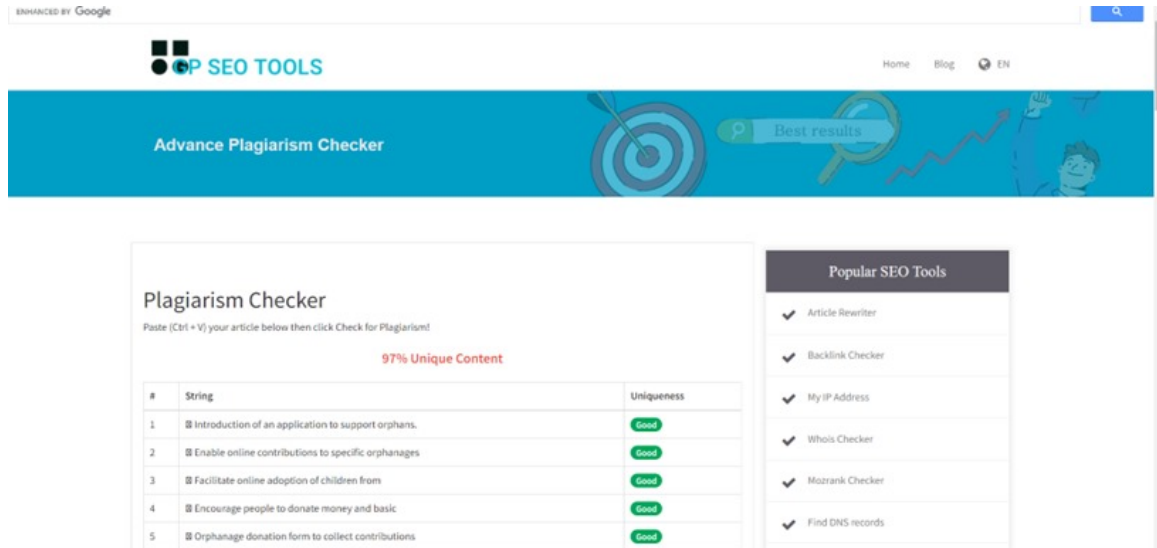 ENHANCED BY Google
GP SEO TOOLS
Home Blog EN
Advance Plagiarism Checker
Best results
Plagiarism Checker
Paste (Ctrl + V) your article below then click Check for Plagiarism!
97% Unique Content
# String Uniqueness
1 Introduction of an application to support orphans. Good
2 Enable online contributions to specific orphanages Good
3 Facilitate online adoption of children from Good
4 Encourage people to donate money and basic Good
5 Orphanage donation form to collect contributions Good
Popular SEO Tools
Article Rewriter
Backlink Checker
My IP Address
Whois Checker
Mozrank Checker
Find DNS records